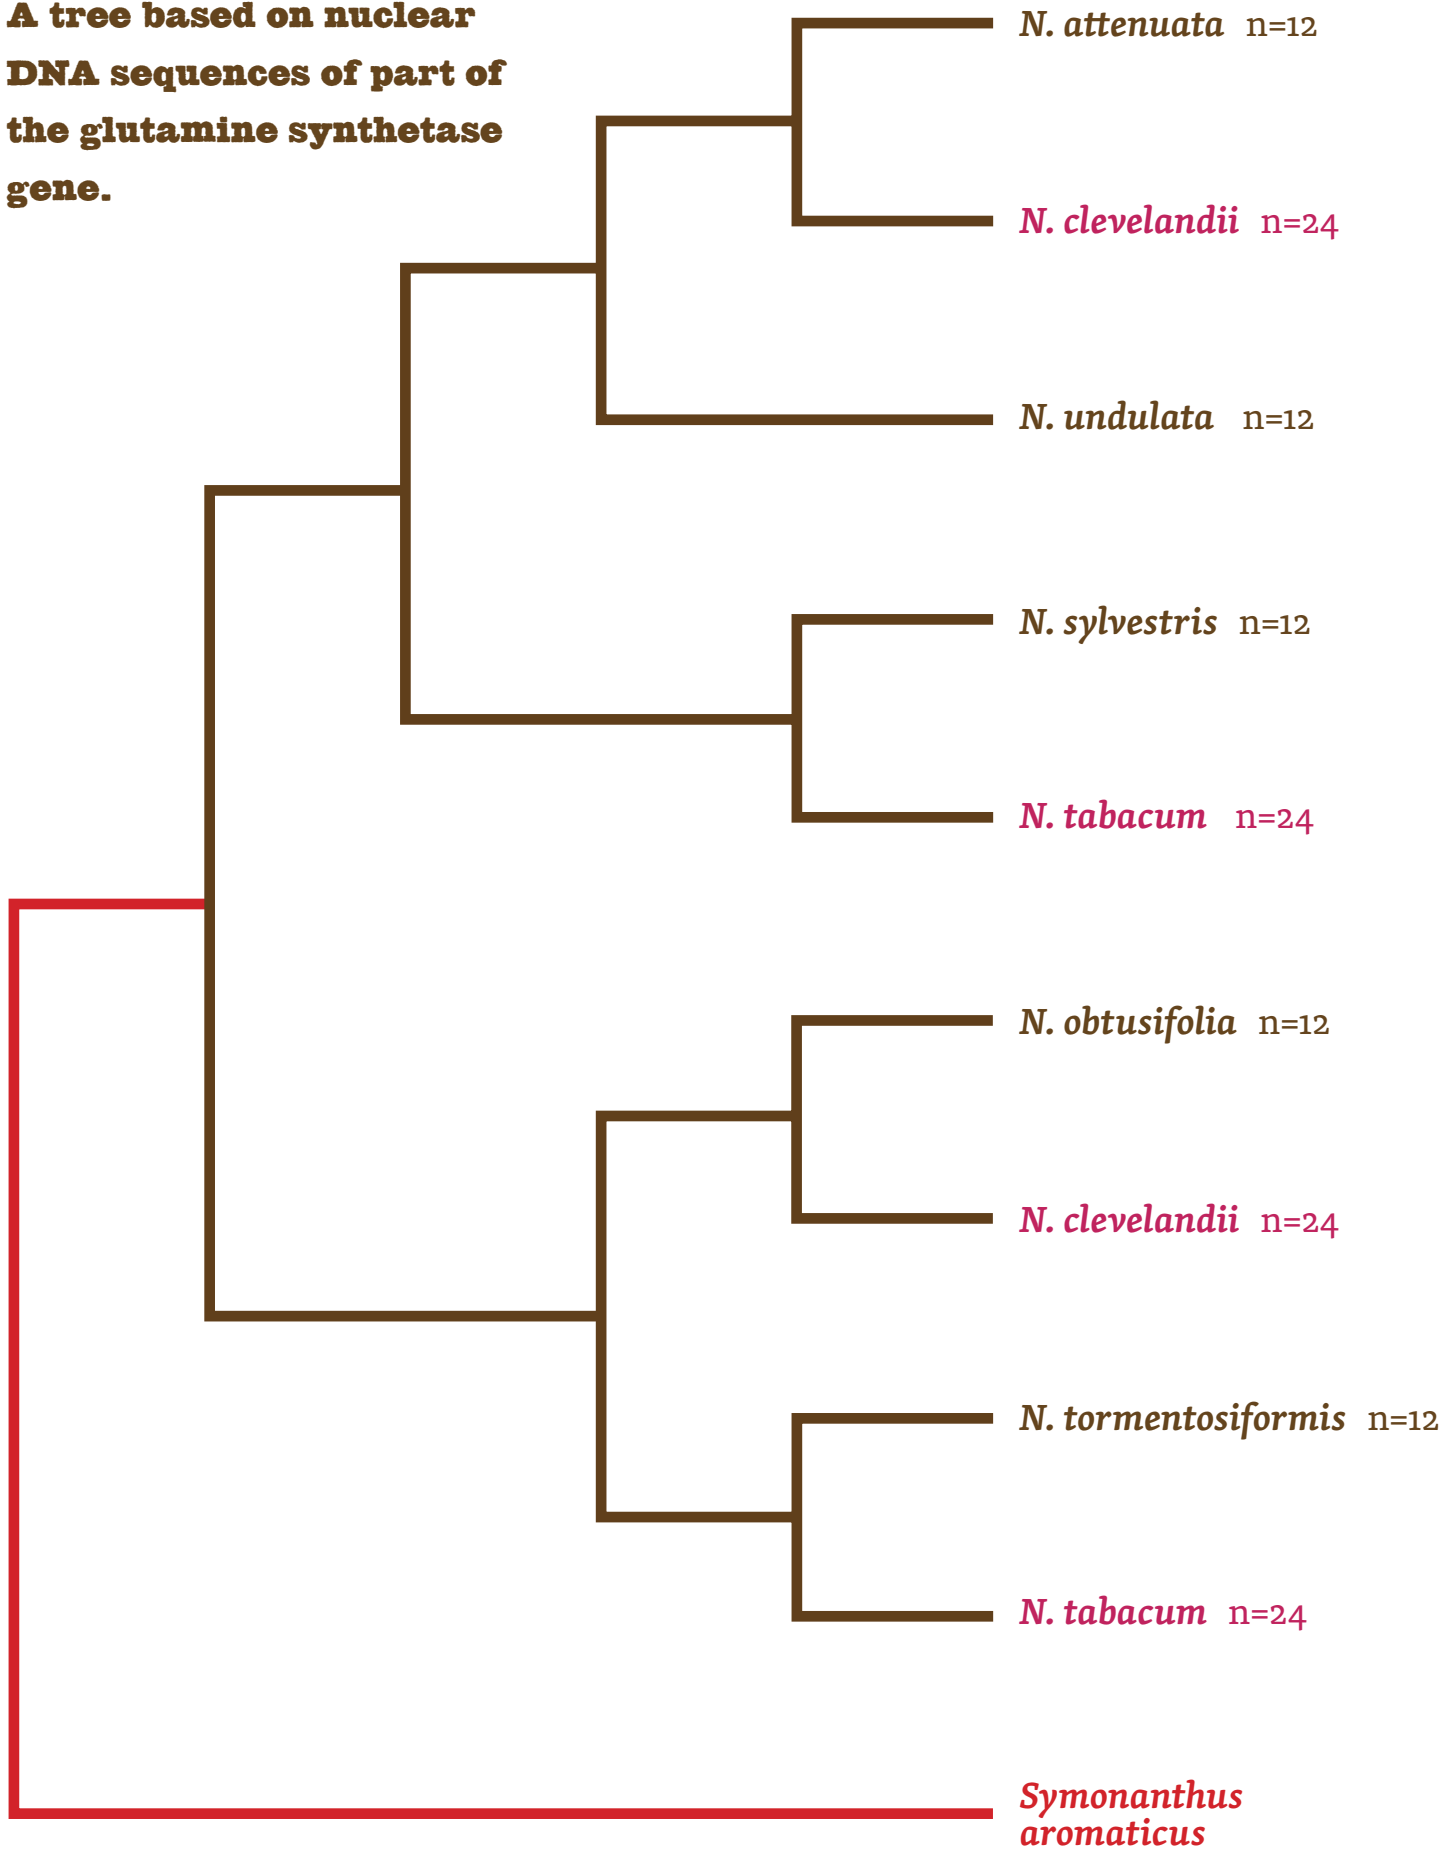 A tree based on nuclear
DNA sequences of part of
the glutamine synthetase
gene.
N. attenuata n=12
N. clevelandii n=24
N. undulata n=12
N. sylvestris n=12
N. tabacum n=24
N. obtusifolia n=12
N. clevelandii n=24
N. tormentosiformis n=12
N. tabacum n=24
Symonanthus
aromaticus